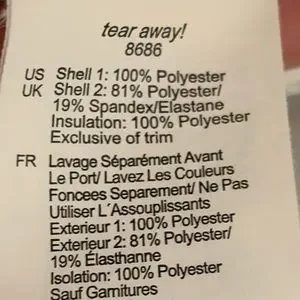 tear away!
8686
US Shell 1: 100% Polyester
UK Shell 2: 81% Polyester/
19% Spandex/Elastane
Insulation: 100% Polyester
Exclusive of trim
FR Lavage Séparément Avant
Le Port/ Lavez Les Couleurs
Foncees Separement/ Ne Pas
Utiliser L´Assouplissants
Exterieur 1: 100% Polyester
Exterieur 2: 81% Polyester/
19% Élasthanne
Isolation: 100% Polyester
Sauf Garnitures